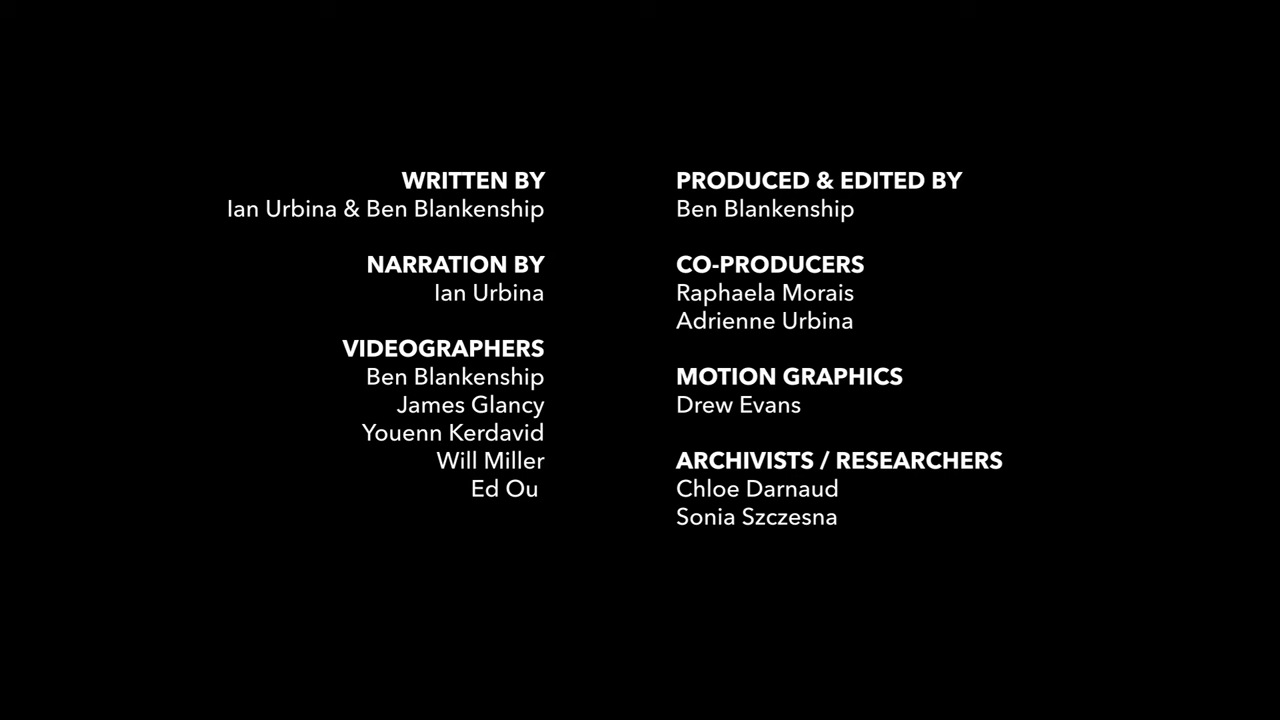 WRITTEN BY
Ian Urbina & Ben Blankenship
NARRATION BY
Ian Urbina
VIDEOGRAPHERS
Ben Blankenship
James Glancy
Youenn Kerdavid
Will Miller
Ed Ou
PRODUCED & EDITED BY
Ben Blankenship
CO-PRODUCERS
Raphaela Morais
Adrienne Urbina
MOTION GRAPHICS
Drew Evans
ARCHIVISTS / RESEARCHERS
Chloe Darnaud
Sonia Szczesna